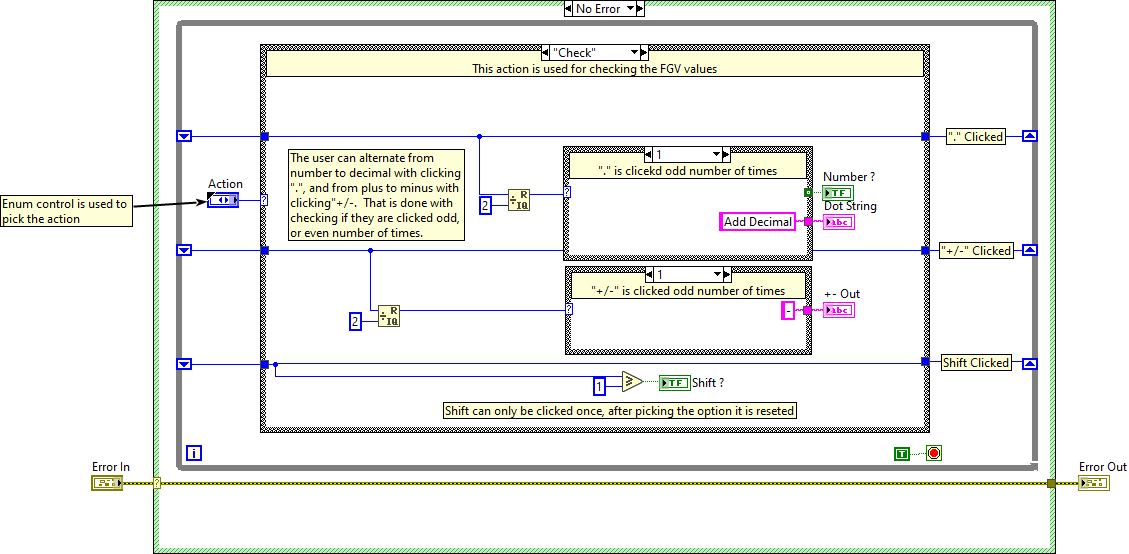 No Error
"Check"
This action is used for checking the FGV values
"." Clicked
The user can alternate from
number to decimal with clicking
".", and from plus to minus with
clicking"+/-.  That is done with
checking if they are clicked odd,
or even number of times.
1
"." is clicekd odd number of times
Number ?
TF
Dot String
Add Decimal
abc
Action
Enum control is used to
pick the action
?
?
2
R
IQ
"+/-" Clicked
1
"+/-" is clicked odd number of times
+- Out
-
abc
?
2
R
IQ
Shift Clicked
1
TF
Shift ?
Shift can only be clicked once, after picking the option it is reseted
i
T
Error In
?
Error Out